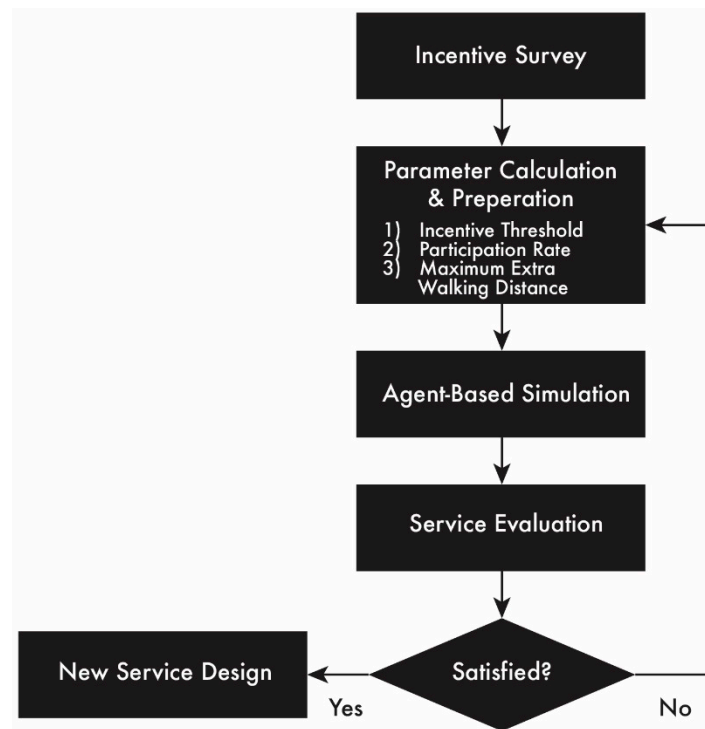 Incentive Survey
Parameter Calculation
& Preperation
1) Incentive Threshold
2) Participation Rate
3) Maximum Extra
Walking Distance
Agent-Based Simulation
Service Evaluation
New Service Design
Satisfied?
Yes
No